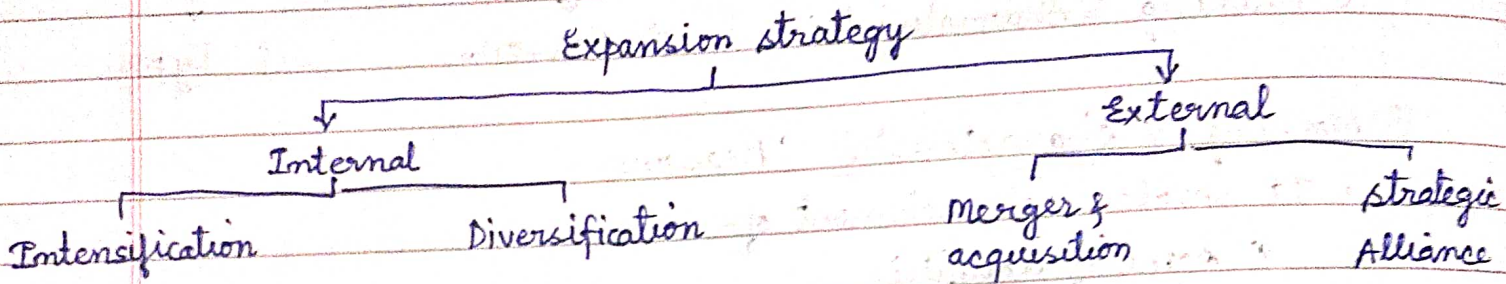 Expansion strategy
External
Internal
Intensification Diversification Merger & strategic
acquisition Alliance